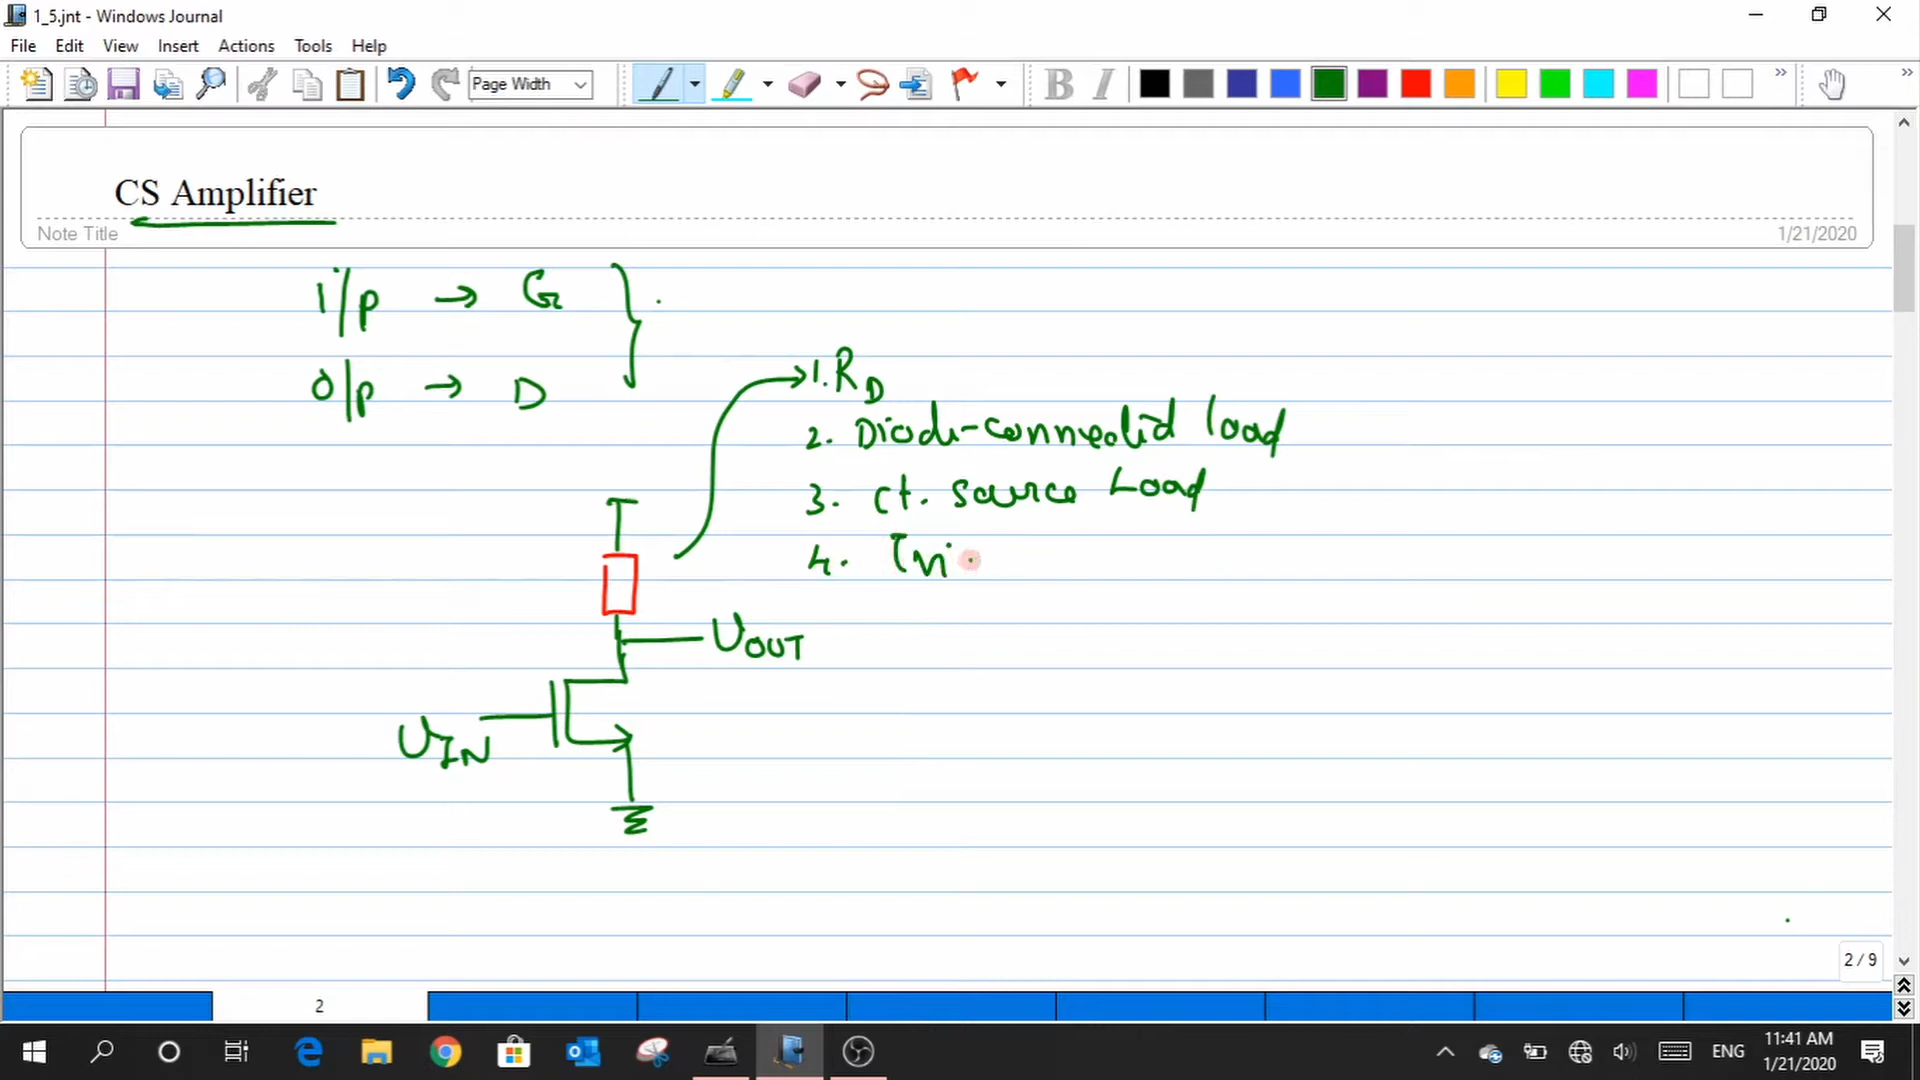 1_5.jnt - Windows Journal
File Edit View Insert Actions Tools Help
Page Width
B I
CS Amplifier
Note Title
1/21/2020
i/p → G
o/p → D
1. RD
2. Diode-connected load
3. ct. source Load
4. Tri
VOUT
VIN
2 / 9
2
ENG
11:41 AM
1/21/2020